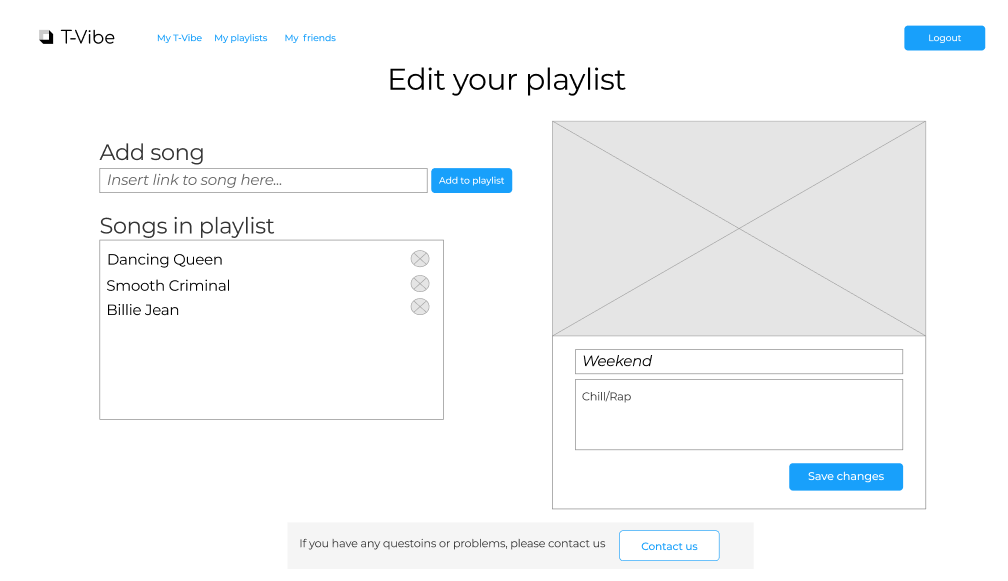 T-Vibe
My T-Vibe
My playlists
My friends
Logout
Edit your playlist
Add song
Insert link to song here...
Add to playlist
Songs in playlist
Dancing Queen
Smooth Criminal
Billie Jean
Weekend
Chill/Rap
Save changes
If you have any questoins or problems, please contact us
Contact us